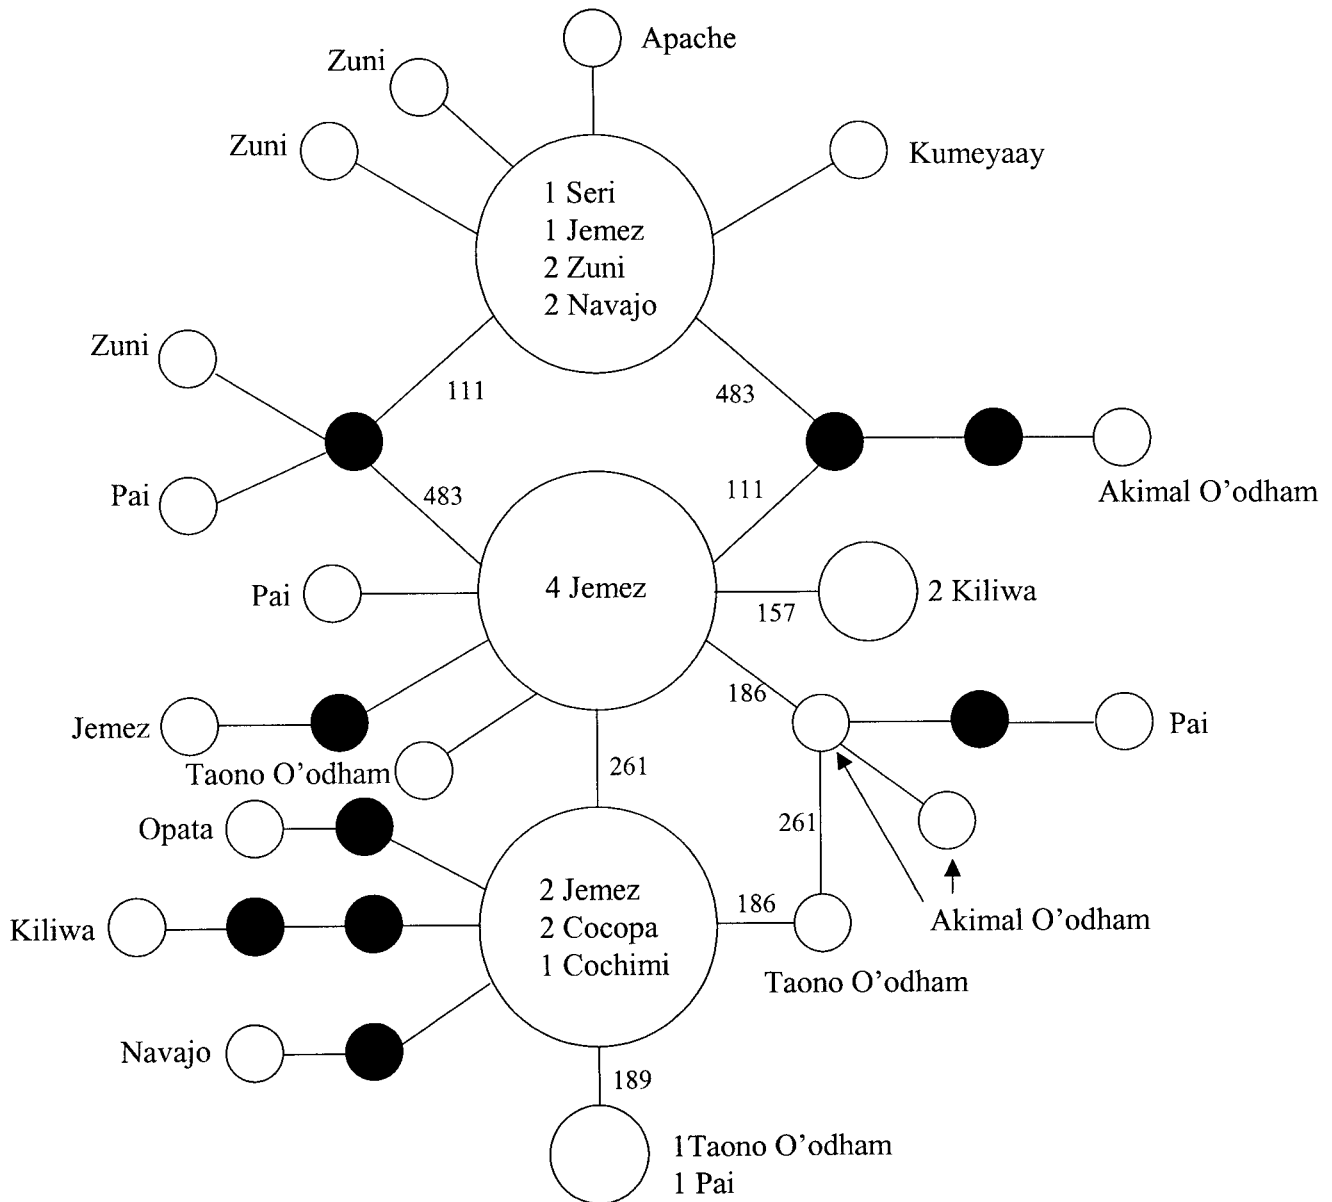 Apache
Zuni
Zuni
Kumeyaay
1 Seri
1 Jemez
2 Zuni
2 Navajo
Zuni
111
483
Pai
483
111
Akimal O'odham
Pai
4 Jemez
157
2 Kiliwa
186
Jemez
Pai
Taono O'odham
261
261
Opata
Kiliwa
2 Jemez
2 Cocopa
1 Cochimi
186
Akimal O'odham
Taono O'odham
Navajo
189
1Taono O'odham
1 Pai